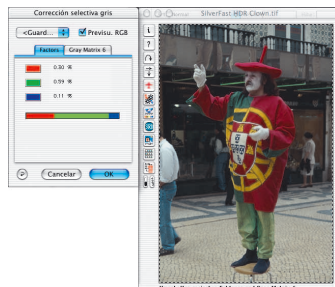 Corrección selectiva gris
<Guard...
Previsu. RGB
Factors
Gray Matrix 6
0.30 %
0.59 %
0.11 %
Cancelar
OK
SilverFast HDR Clown.tif